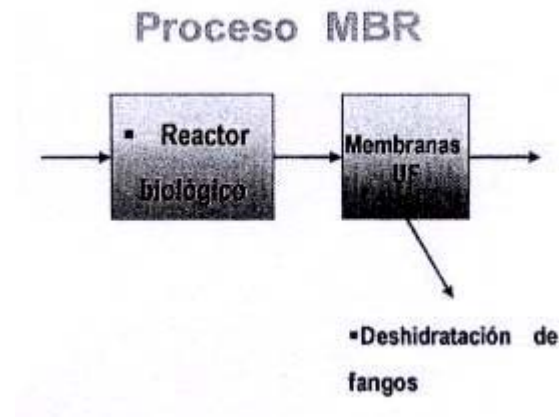 Proceso MBR
▪ Reactor
biológico
Membranas
UF
▪Deshidratación de
fangos